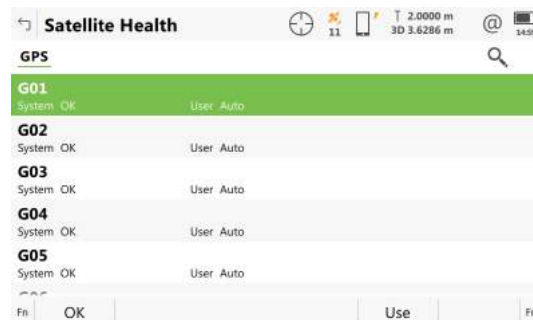 Satellite Health
11
2.0000 m
3D 3.6286 m
@
GPS
G01
System OK User Auto
G02
System OK User Auto
G03
System OK User Auto
G04
System OK User Auto
G05
System OK User Auto
Fn OK Use